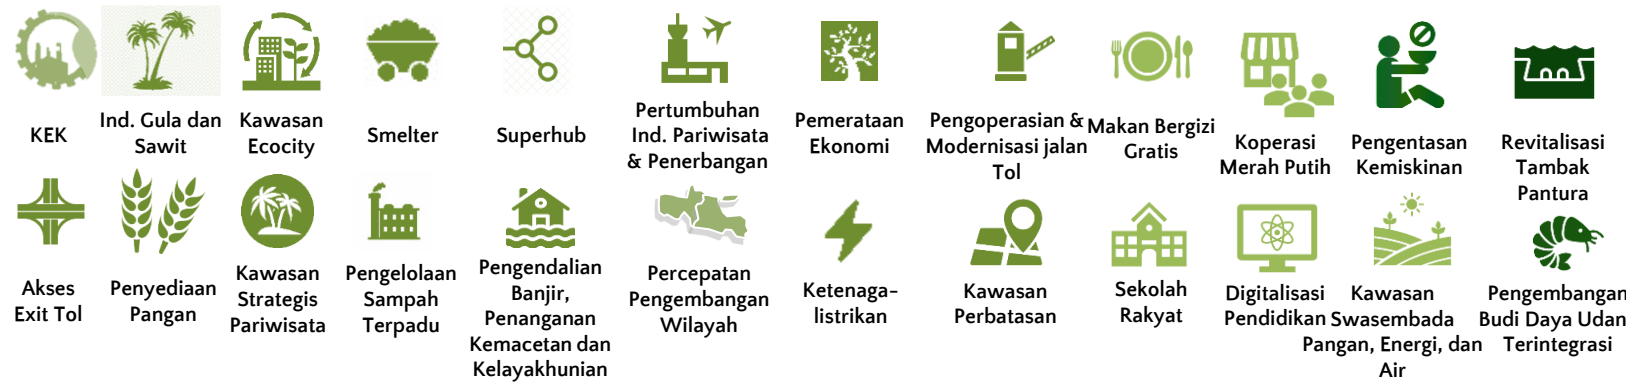 KEK
Ind. Gula dan
Sawit
Kawasan
Ecocity
Smelter
Superhub
Pertumbuhan
Ind. Pariwisata
& Penerbangan
Pemerataan
Ekonomi
Pengoperasian &
Modernisasi jalan
Tol
Makan Bergizi
Gratis
Koperasi
Merah Putih
Pengentasan
Kemiskinan
Revitalisasi
Tambak
Pantura
Akses
Exit Tol
Penyediaan
Pangan
Kawasan
Strategis
Pariwisata
Pengelolaan
Sampah
Terpadu
Pengendalian
Banjir,
Penanganan
Kemacetan dan
Kelayakhunian
Percepatan
Pengembangan
Wilayah
Ketenaga-
listrikan
Kawasan
Perbatasan
Sekolah
Rakyat
Digitalisasi
Pendidikan
Kawasan
Swasembada
Pangan, Energi, dan
Air
Pengembangan
Budi Daya Udan
Terintegrasi